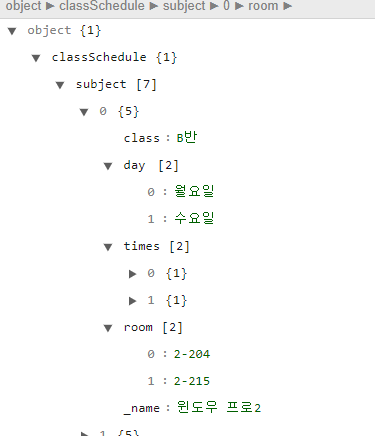 object ▶ classSchedule ▶ subject ▶ 0 ▶ room ▶
▼ object {1}
▼ classSchedule {1}
▼ subject [7]
▼ 0 {5}
class : B반
▼ day [2]
0 : 월요일
1 : 수요일
▼ times [2]
▶ 0 {1}
▶ 1 {1}
▼ room [2]
0 : 2-204
1 : 2-215
_name : 윈도우 프로2
▶ 1 {5}